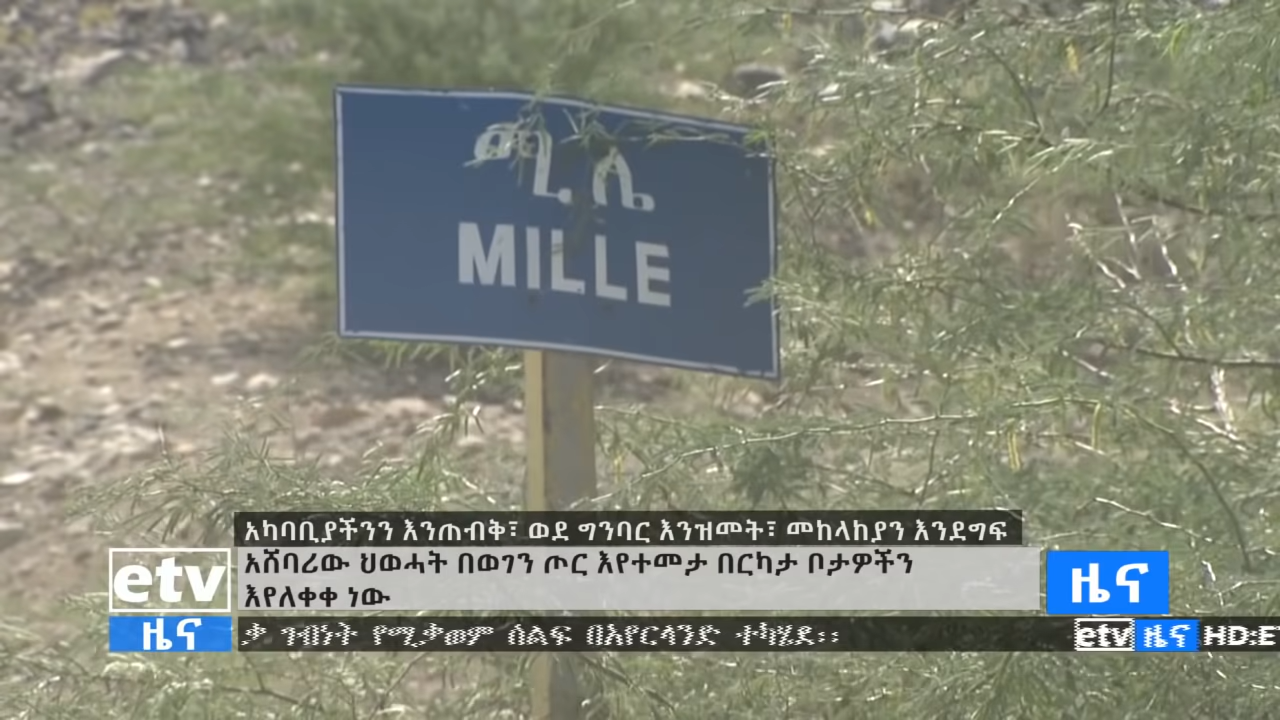 ሚሌ
MILLE
አካባቢያችንን እንጠብቅ፣ ወደ ግንባር እንዝመት፣ መከላከያን እንደግፍ
etv
አሸባሪው ህወሓት በወገን ጦር እየተመታ በርካታ ቦታዎችን
እየለቀቀ ነው
ዜና
ዜና
ቃ ገብነት የሚቃወም ሰልፍ በአየርላንድ ተካሄደ፡፡
etv ዜና HD:E